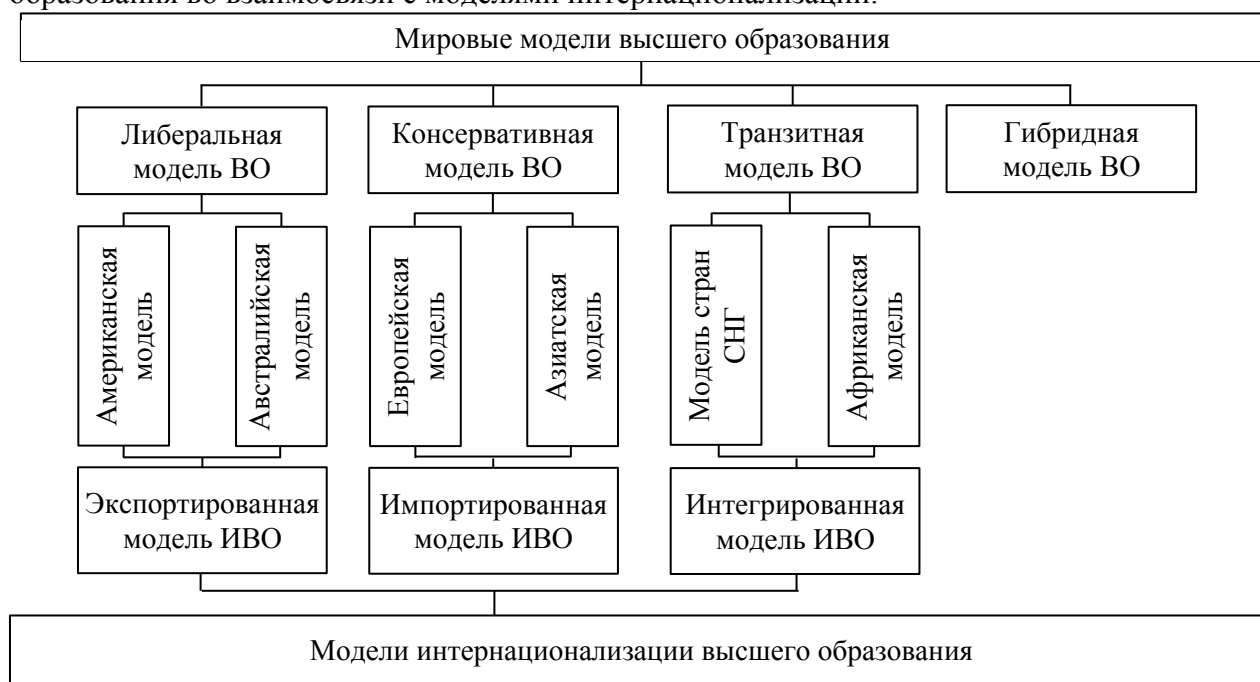 образования во взаимосвязи с моделями интернационализации.
Мировые модели высшего образования
Либеральная
модель ВО
Консервативная
модель ВО
Транзитная
модель ВО
Гибридная
модель ВО
Американская
модель
Австралийская
модель
Европейская
модель
Азиатская
модель
Модель стран
СНГ
Африканская
модель
Экспортированная
модель ИВО
Импортированная
модель ИВО
Интегрированная
модель ИВО
Модели интернационализации высшего образования